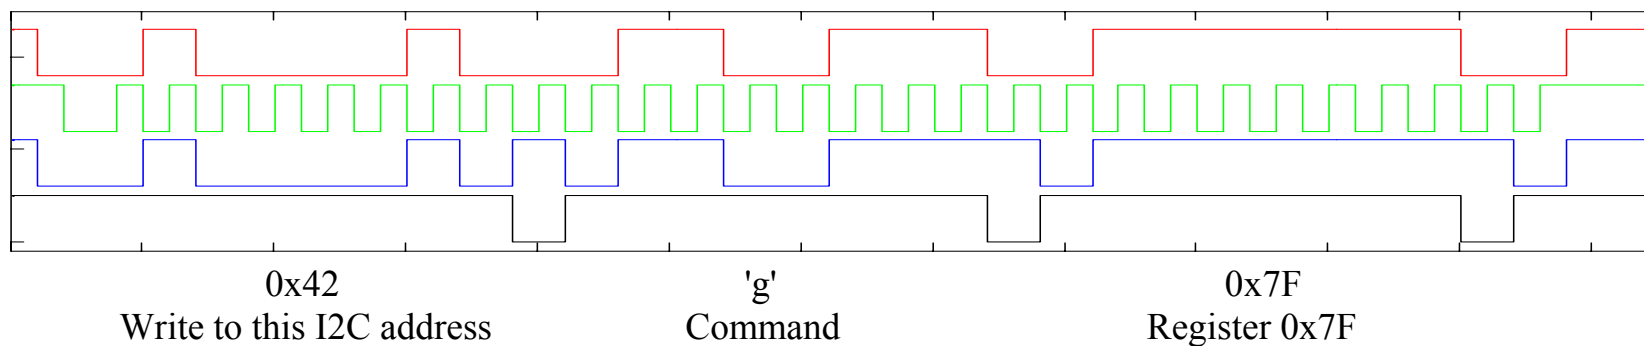 0x42 'g' 0x7F
Write to this I2C address Command Register 0x7F